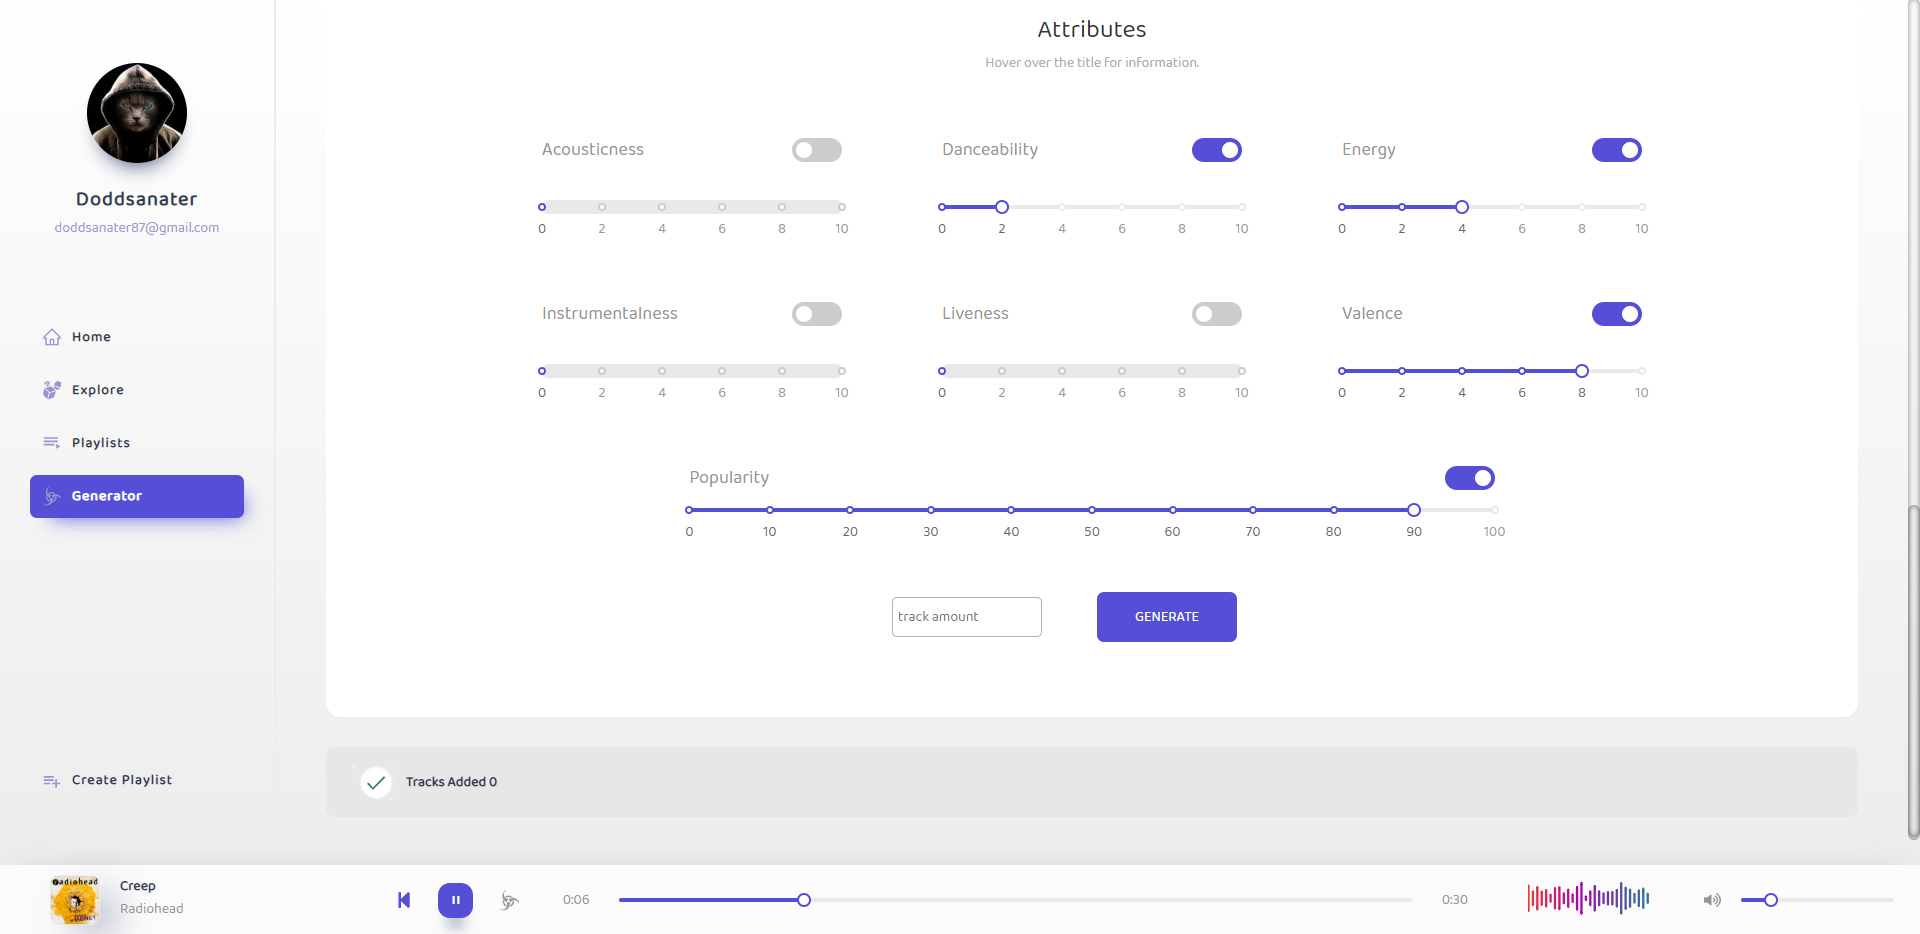 Doddsanater
doddsanater87@gmail.com
Home
Explore
Playlists
Generator
Create Playlist
Attributes
Hover over the title for information.
Acousticness
0 2 4 6 8 10
Danceability
0 2 4 6 8 10
Energy
0 2 4 6 8 10
Instrumentalness
0 2 4 6 8 10
Liveness
0 2 4 6 8 10
Valence
0 2 4 6 8 10
Popularity
0 10 20 30 40 50 60 70 80 90 100
track amount
GENERATE
Tracks Added 0
Radiohead
Creep
Radiohead
0:06
0:30